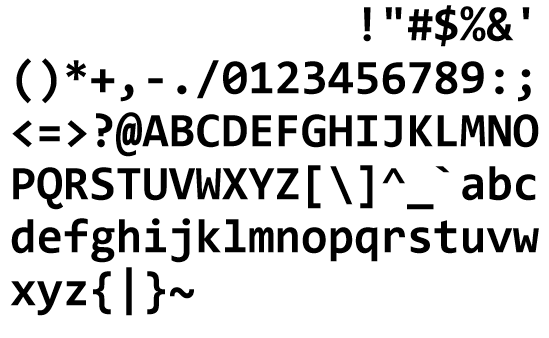 !"#$%&'
()*+,-./0123456789:;
<=>?@ABCDEFGHIJKLMNO
PQRSTUVWXYZ[\]^_`abc
defghijklmnopqrstuvw
xyz{|}~